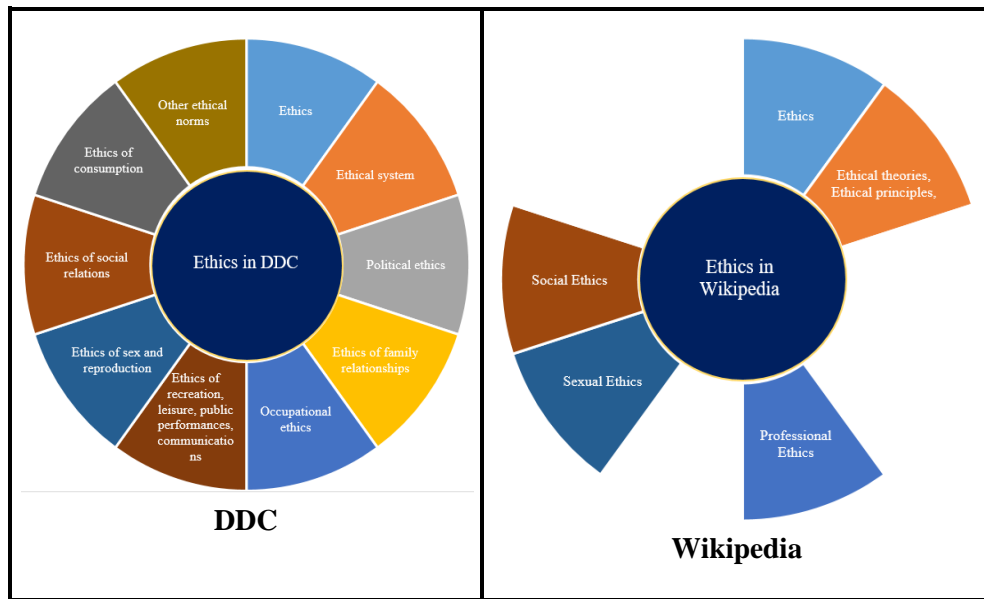 Other ethical
norms
Ethics
Ethics of
consumption
Ethical system
Ethics of social
relations
Ethics in DDC
Political ethics
Ethics of sex and
reproduction
Ethics of family
relationships
Ethics of
recreation,
leisure, public
performances,
communicatio
ns
Occupational
ethics
DDC
Ethics
Ethical theories,
Ethical principles,
Social Ethics
Ethics in
Wikipedia
Sexual Ethics
Professional
Ethics
Wikipedia